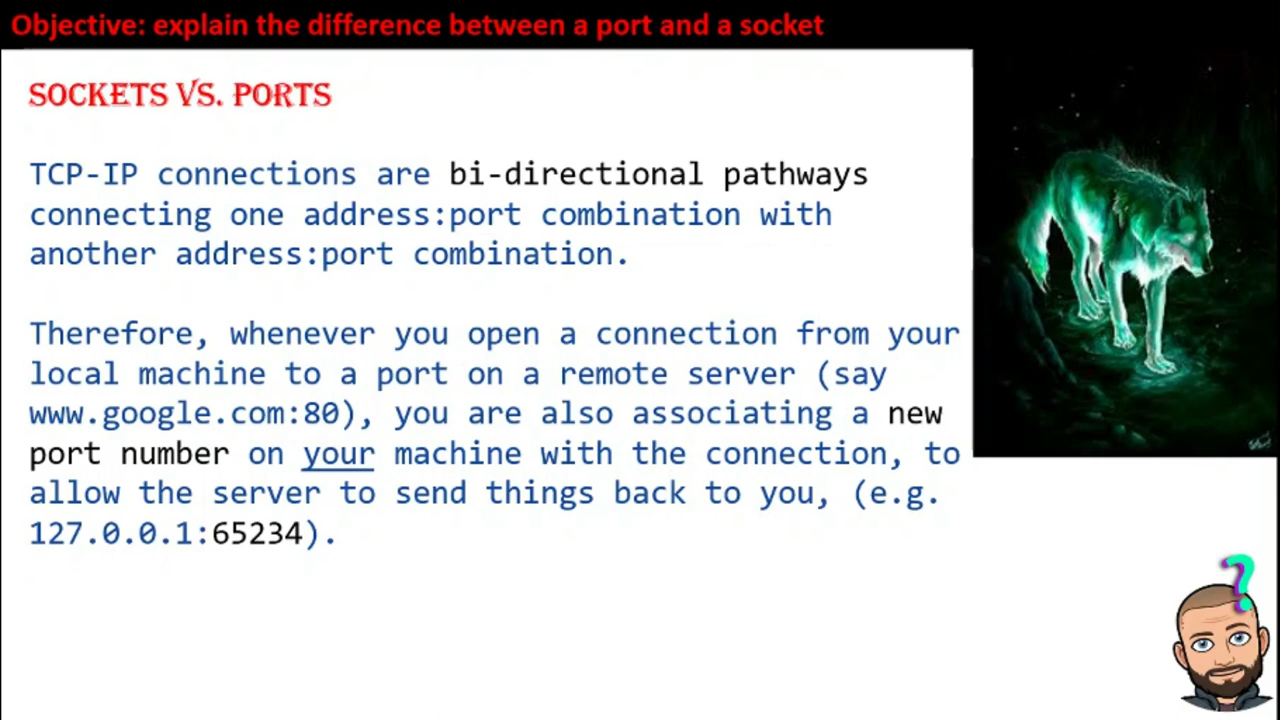 Objective: explain the difference between a port and a socket
SOCKETS VS. PORTS
TCP-IP connections are bi-directional pathways
connecting one address:port combination with
another address:port combination.
Therefore, whenever you open a connection from your
local machine to a port on a remote server (say
www.google.com:80), you are also associating a new
port number on your machine with the connection, to
allow the server to send things back to you, (e.g.
127.0.0.1:65234).
?